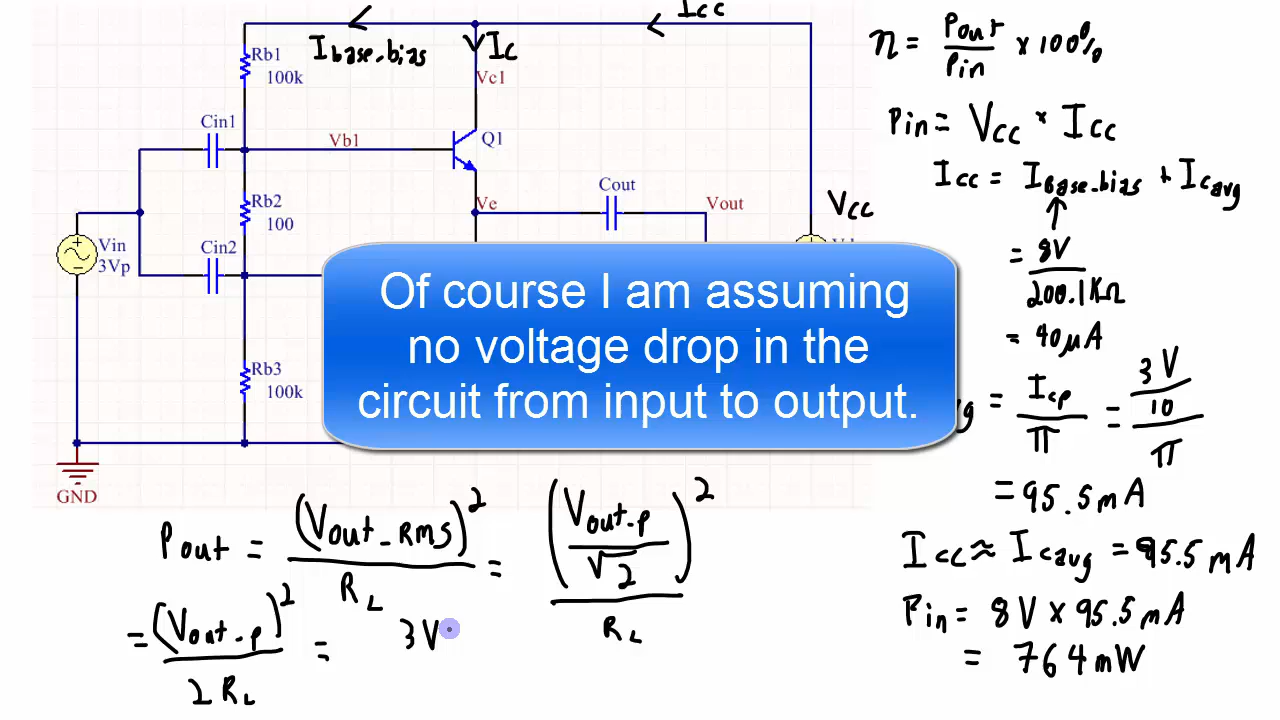 Icc
Ibase-bias
Ic
Rb1
100k
Vc1
Cin1
Vb1
Q1
Rb2
100
Cout
Ve
Vout
Vcc
Vin
3Vp
Cin2
Rb3
100k
GND
Of course I am assuming
no voltage drop in the
circuit from input to output.
η = Pout/Pin × 100%
Pin = Vcc × Icc
Icc = Ibase-bias + Icavg
= 8V/200.1KΩ
= 40μA
= Icp/π = (3V/10)/π
= 95.5mA
Icc ≈ Icavg = 95.5mA
Pin = 8V × 95.5mA
= 764mW
Pout = (Vout-RMS)²/RL = (Vout-p/√2)²/RL
= (Vout-p)²/2RL = 3V